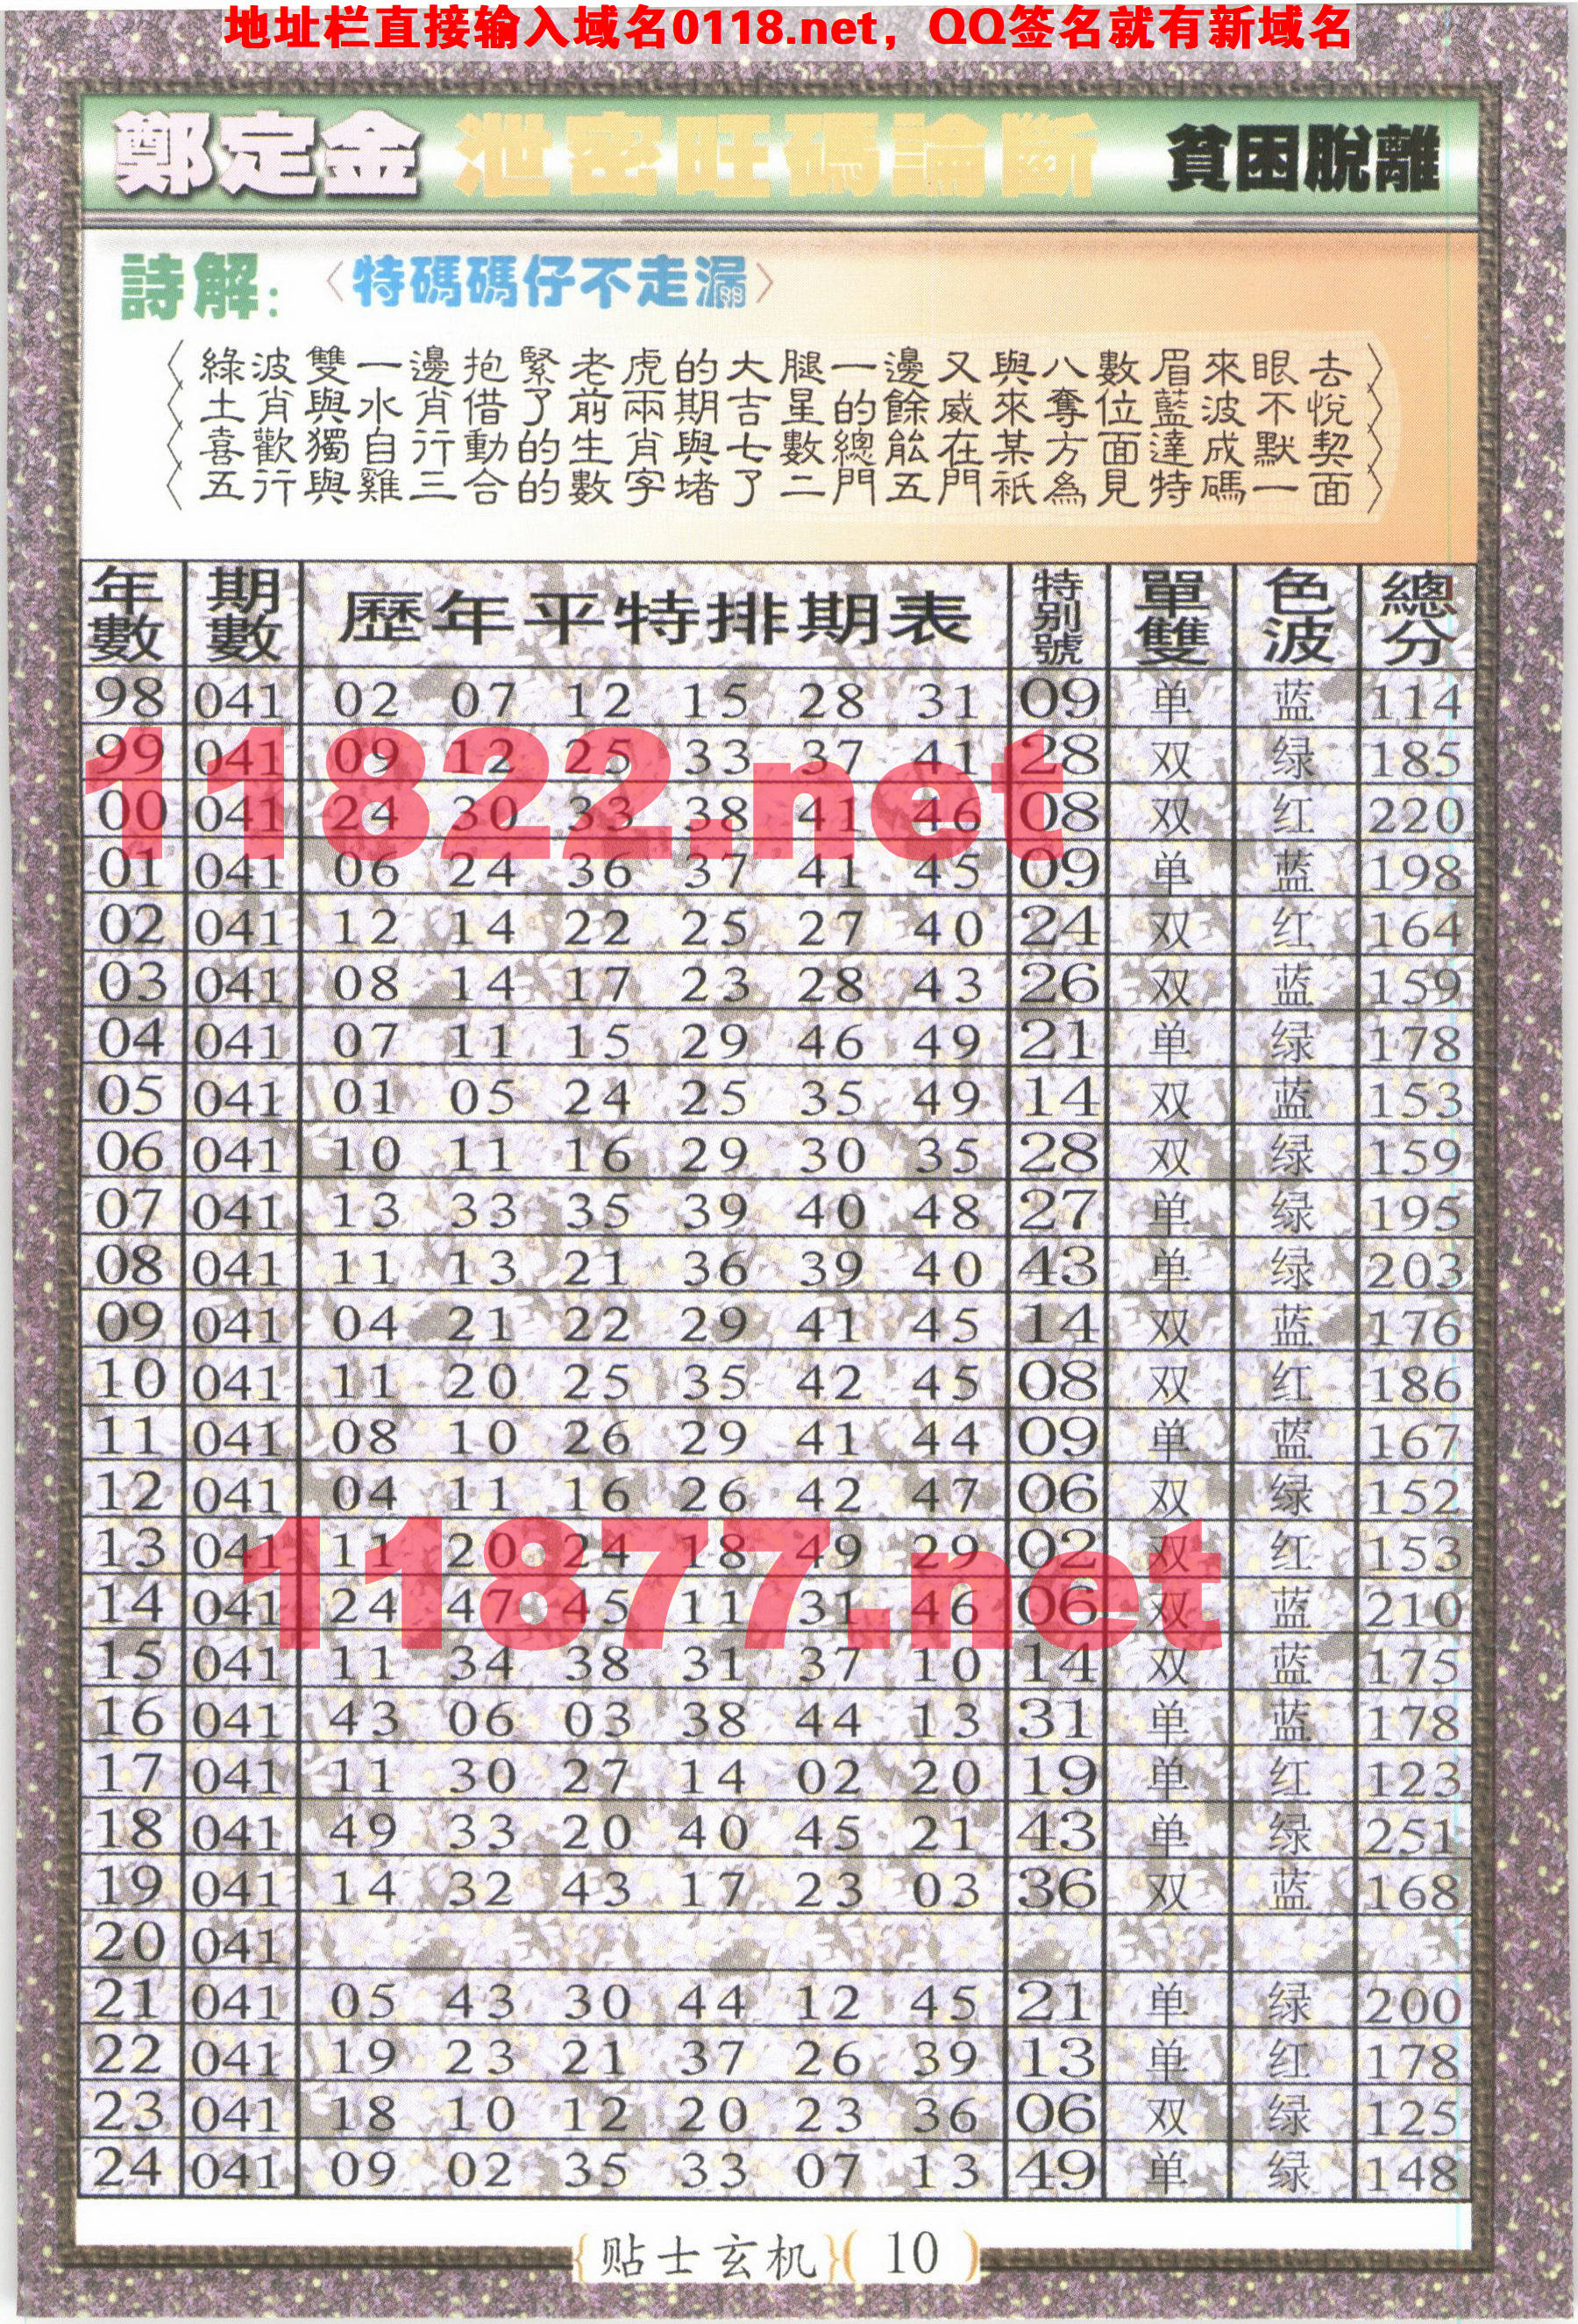 地址栏直接输入域名0118.net，QQ签名就有新域名
鄭定金 泄密旺碼論斷 貧困脫離
詩解：〈特碼碼仔不走漏〉
〈綠波雙一邊抱緊老虎的大腿一邊又與八數眉來眼去〉
〈土肖與水肖借了前兩期吉星的餘威來奪位藍波不悅〉
〈喜歡獨自行動的生肖與七數總能在某方面達成默契〉
〈五行與雞三合的數字堵了二門五門衹為見特碼一面〉
年數 期數 歷年平特排期表 特别號 單雙 色波 總分
98 041 02 07 12 15 28 31 09 单 蓝 114
99 041 09 12 25 33 37 41 28 双 绿 185
11822.net
00 041 24 30 33 38 41 46 08 双 红 220
01 041 06 24 36 37 41 45 09 单 蓝 198
02 041 12 14 22 25 27 40 24 双 红 164
03 041 08 14 17 23 28 43 26 双 蓝 159
04 041 07 11 15 29 46 49 21 单 绿 178
05 041 01 05 24 25 35 49 14 双 蓝 153
06 041 10 11 16 29 30 35 28 双 绿 159
07 041 13 33 35 39 40 48 27 单 绿 195
08 041 11 13 21 36 39 40 43 单 绿 203
09 041 04 21 22 29 41 45 14 双 蓝 176
10 041 11 20 25 35 42 45 08 双 红 186
11 041 08 10 26 29 41 44 09 单 蓝 167
12 041 04 11 16 26 42 47 06 双 绿 152
13 041 11 20 24 18 49 29 02 双 红 153
11877.net
14 041 24 47 45 11 31 46 06 双 蓝 210
15 041 11 34 38 31 37 10 14 双 蓝 175
16 041 43 06 03 38 44 13 31 单 蓝 178
17 041 11 30 27 14 02 20 19 单 红 123
18 041 49 33 20 40 45 21 43 单 绿 251
19 041 14 32 43 17 23 03 36 双 蓝 168
20 041
21 041 05 43 30 44 12 45 21 单 绿 200
22 041 19 23 21 37 26 39 13 单 红 178
23 041 18 10 12 20 23 36 06 双 绿 125
24 041 09 02 35 33 07 13 49 单 绿 148
{贴士玄机}( 10 )